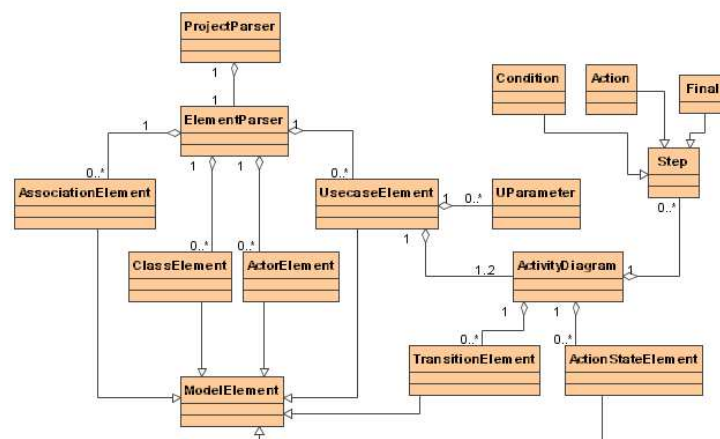 ProjectParser
1
Condition
Action
Final
1
ElementParser
1
1
1
1
Step
0..*
0..*
AssociationElement
UsecaseElement
1
0..*
UParameter
0..*
0..*
0..*
1
ClassElement
ActorElement
1..2
ActivityDiagram
1
1
1
0..*
0..*
TransitionElement
ActionStateElement
ModelElement